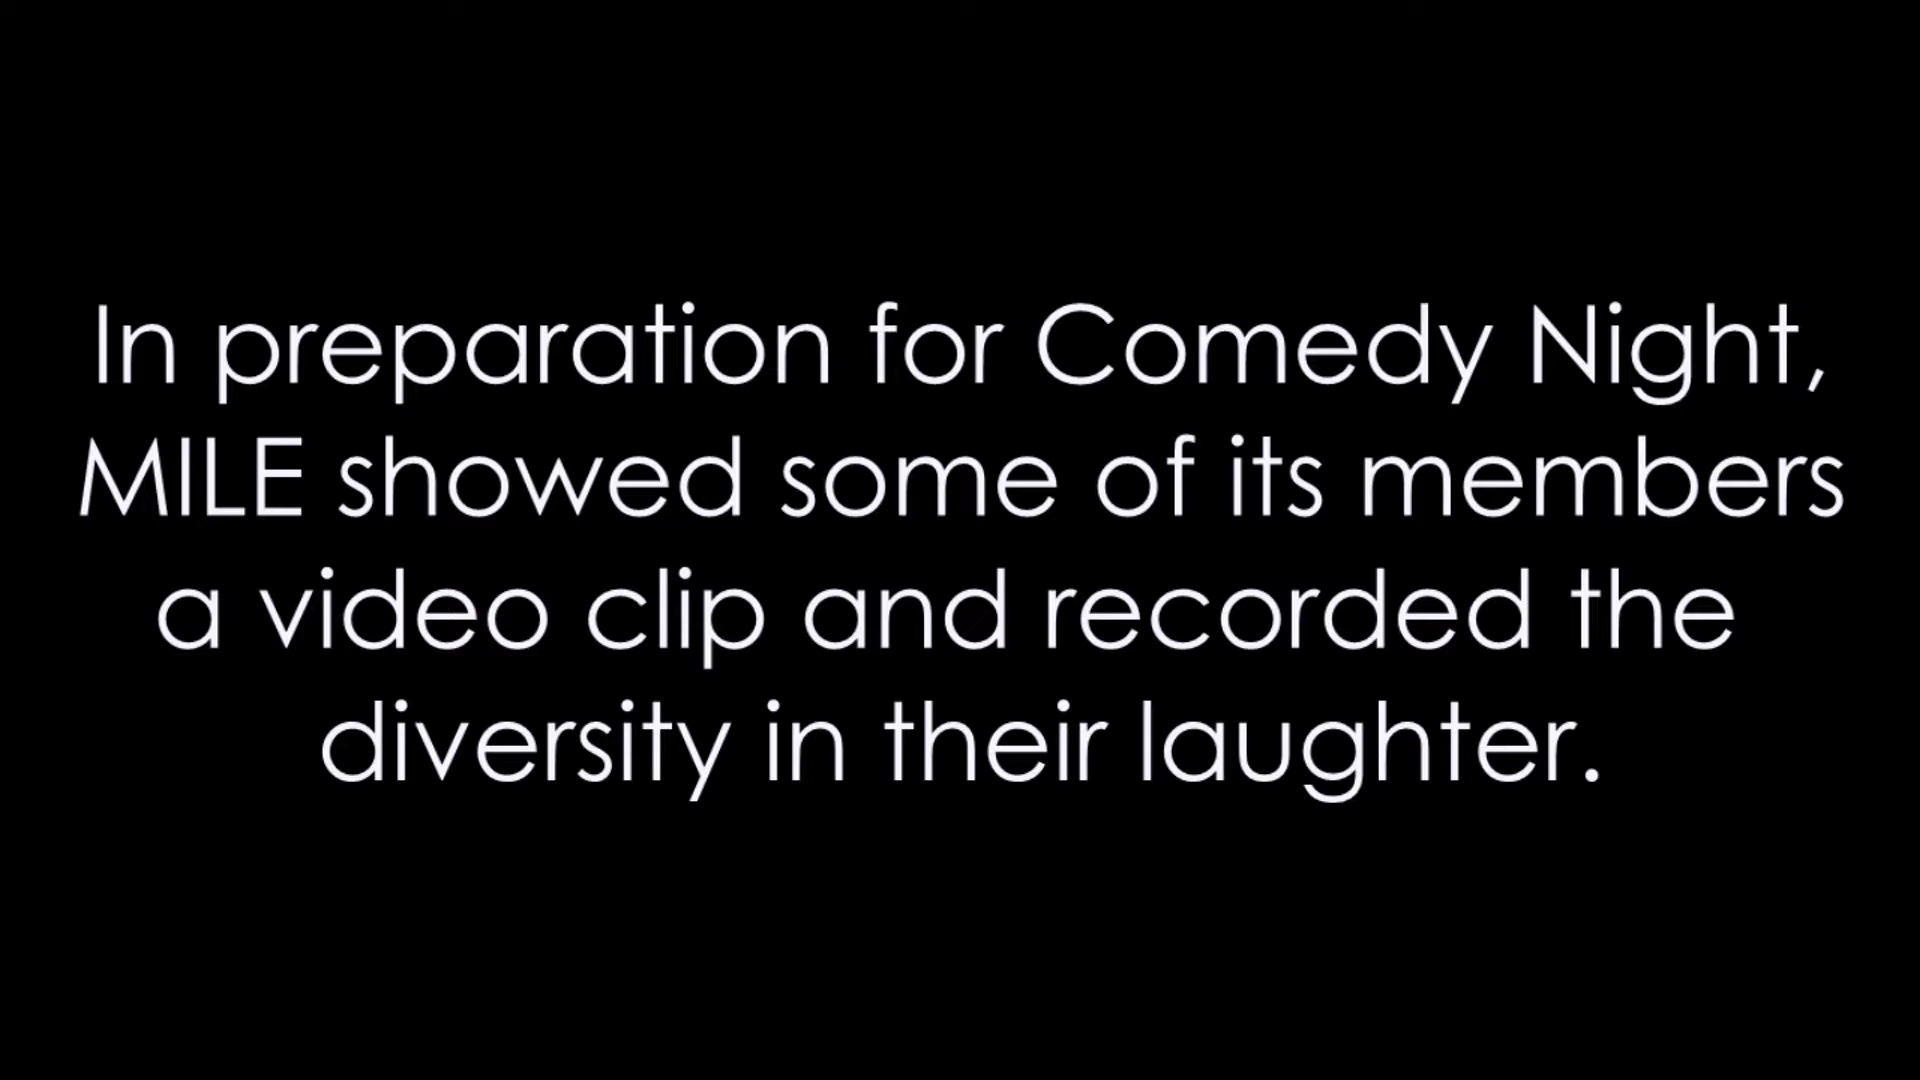 In preparation for Comedy Night,
MILE showed some of its members
a video clip and recorded the
diversity in their laughter.